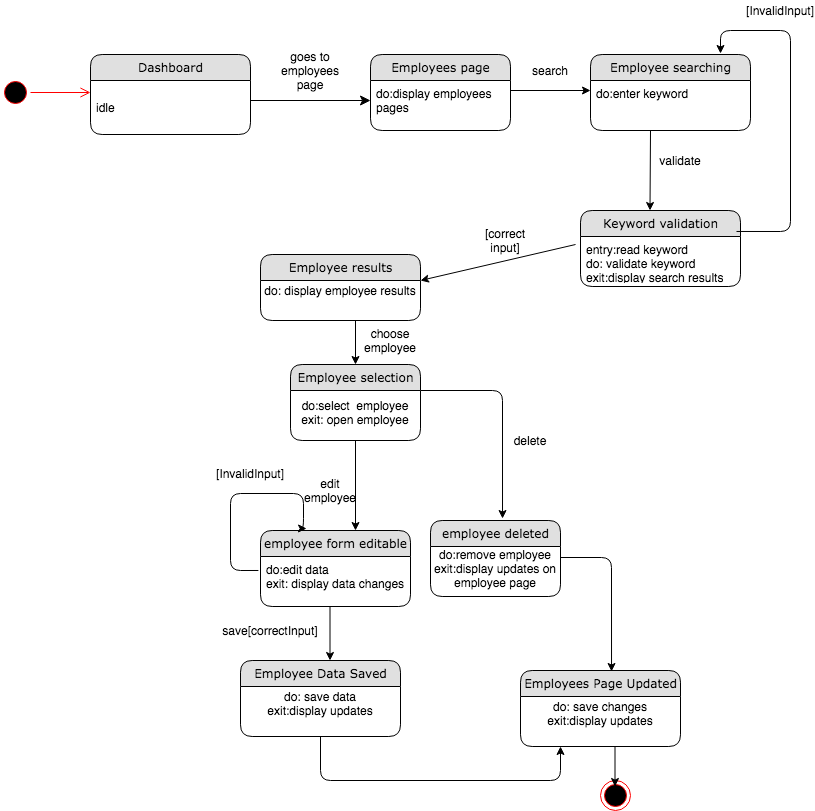 [InvalidInput]
Dashboard
idle
goes to
employees
page
Employees page
do:display employees
pages
search
Employee searching
do:enter keyword
validate
Keyword validation
entry:read keyword
do: validate keyword
exit:display search results
[correct
input]
Employee results
do: display employee results
choose
employee
Employee selection
do:select  employee
exit: open employee
delete
[InvalidInput]
edit
employee
employee form editable
do:edit data
exit: display data changes
employee deleted
do:remove employee
exit:display updates on
employee page
save[correctInput]
Employee Data Saved
do: save data
exit:display updates
Employees Page Updated
do: save changes
exit:display updates